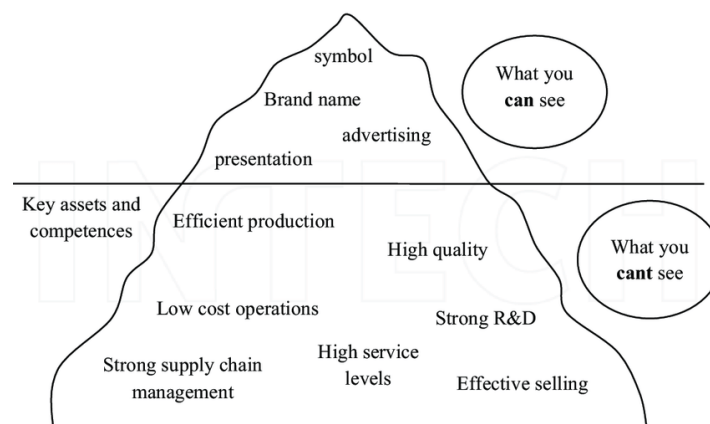 symbol
Brand name
advertising
presentation
What you
can see
Key assets and
competences
Efficient production
High quality
What you
cant see
Low cost operations
Strong R&D
Strong supply chain
management
High service
levels
Effective selling
INTECH